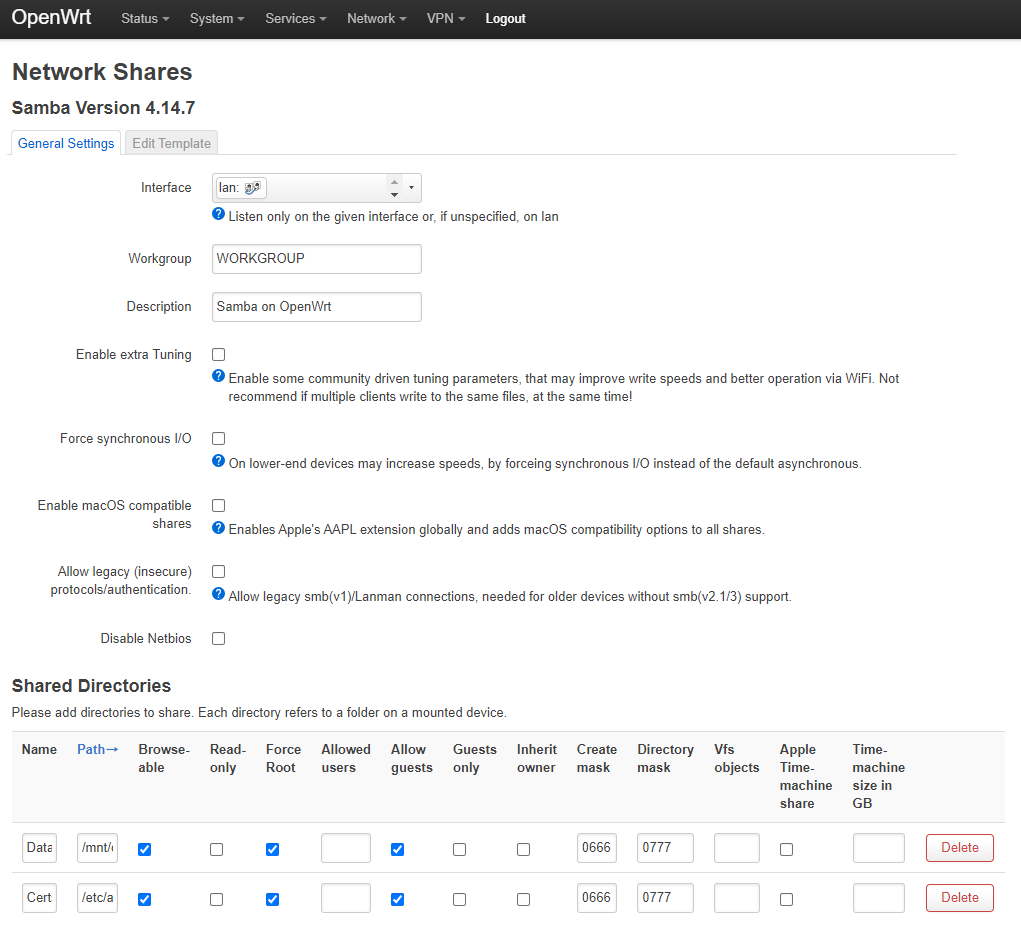 OpenWrt Status System Services Network VPN Logout
Network Shares
Samba Version 4.14.7
General Settings Edit Template
Interface lan:
Listen only on the given interface or, if unspecified, on lan
Workgroup WORKGROUP
Description Samba on OpenWrt
Enable extra Tuning
Enable some community driven tuning parameters, that may improve write speeds and better operation via WiFi. Not
recommend if multiple clients write to the same files, at the same time!
Force synchronous I/O
On lower-end devices may increase speeds, by forceing synchronous I/O instead of the default asynchronous.
Enable macOS compatible
shares
Enables Apple's AAPL extension globally and adds macOS compatibility options to all shares.
Allow legacy (insecure)
protocols/authentication.
Allow legacy smb(v1)/Lanman connections, needed for older devices without smb(v2.1/3) support.
Disable Netbios
Shared Directories
Please add directories to share. Each directory refers to a folder on a mounted device.
Name Path→ Browse- Read- Force Allowed Allow Guests Inherit Create Directory Vfs Apple Time-
able only Root users guests only owner mask mask objects Time- machine
machine size in
share GB
Data /mnt/ 0666 0777 Delete
Cert /etc/a 0666 0777 Delete